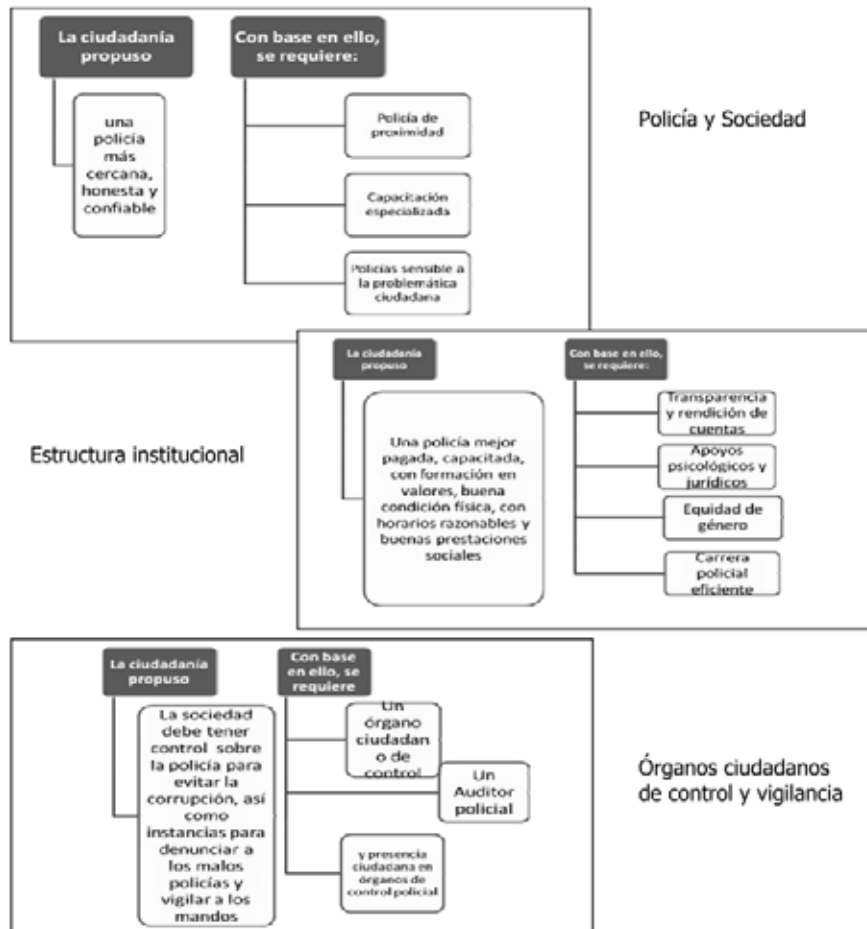 La ciudadanía
propuso
Con base en ello,
se requiere:
una
policía
más
cercana,
honesta y
confiable
Policía de
proximidad
Capacitación
especializada
Policías sensible a
la problemática
ciudadana
Policía y Sociedad
La ciudadanía
propuso
Con base en ello,
se requiere:
Una policía mejor
pagada, capacitada,
con formación en
valores, buena
condición física, con
horarios razonables y
buenas prestaciones
sociales
Transparencia
y rendición de
cuentas
Apoyos
psicológicos y
jurídicos
Equidad de
género
Carrera
policial
eficiente
Estructura institucional
La ciudadanía
propuso
Con base
en ello, se
requiere
La sociedad
debe tener
control sobre
la policía para
evitar la
corrupción, así
como
instancias para
denunciar a
los malos
policías y
vigilar a los
mandos
Un
órgano
ciudadan
o de
control
Un
Auditor
policial
y presencia
ciudadana en
órganos de
control policial
Órganos ciudadanos
de control y vigilancia